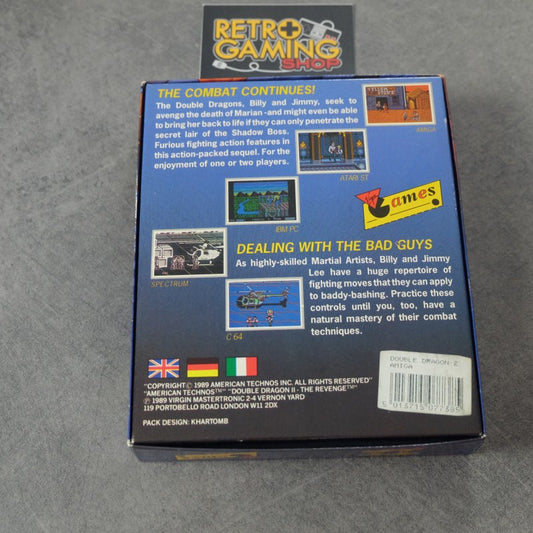 RETRO
GAMING
SHOP
THE COMBAT CONTINUES!
The Double Dragons, Billy and Jimmy, seek to
avenge the death of Marian -and might even be able
to bring her back to life if they can only penetrate the
secret lair of the Shadow Boss.
Furious fighting action features in
this action-packed sequel. For the
enjoyment of one or two players.
AMIGA
ATARI ST
IBM PC
Games
SPECTRUM
C 64
DEALING WITH THE BAD GUYS
As highly-skilled Martial Artists, Billy and Jimmy
Lee have a huge repertoire of
fighting moves that they can apply
to baddy-bashing. Practise these
controls until you, too, have a
natural mastery of their combat
techniques.
"COPYRIGHT © 1989 AMERICAN TECHNOS INC. ALL RIGHTS RESERVED"
"AMERICAN TECHNOS™" "DOUBLE DRAGON II - THE REVENGE™"
℗ 1989 VIRGIN MASTERTRONIC 2-4 VERNON YARD
119 PORTOBELLO ROAD LONDON W11 2DX
PACK DESIGN: KHARTOMB
DOUBLE DRAGON-2
AMIGA
5013715077385